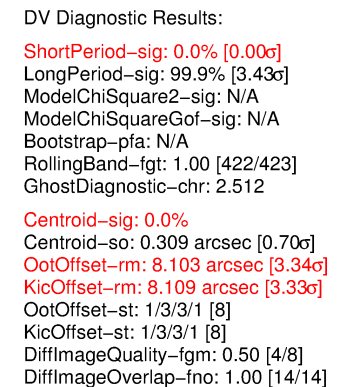 DV Diagnostic Results:
ShortPeriod−sig: 0.0% [0.00σ]
LongPeriod−sig: 99.9% [3.43σ]
ModelChiSquare2−sig: N/A
ModelChiSquareGof−sig: N/A
Bootstrap−pfa: N/A
RollingBand−fgt: 1.00 [422/423]
GhostDiagnostic−chr: 2.512
Centroid−sig: 0.0%
Centroid−so: 0.309 arcsec [0.70σ]
OotOffset−rm: 8.103 arcsec [3.34σ]
KicOffset−rm: 8.109 arcsec [3.33σ]
OotOffset−st: 1/3/3/1 [8]
KicOffset−st: 1/3/3/1 [8]
DiffImageQuality−fgm: 0.50 [4/8]
DiffImageOverlap−fno: 1.00 [14/14]